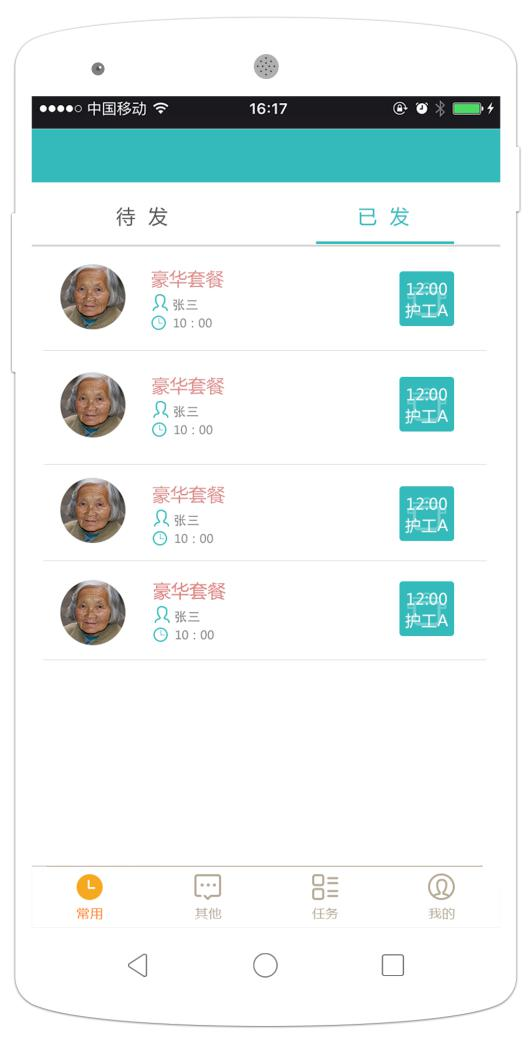 中国移动 16:17
待 发 已 发
豪华套餐
张三
10 : 00
12:00
护工A
豪华套餐
张三
10 : 00
12:00
护工A
豪华套餐
张三
10 : 00
12:00
护工A
豪华套餐
张三
10 : 00
12:00
护工A
常用 其他 任务 我的